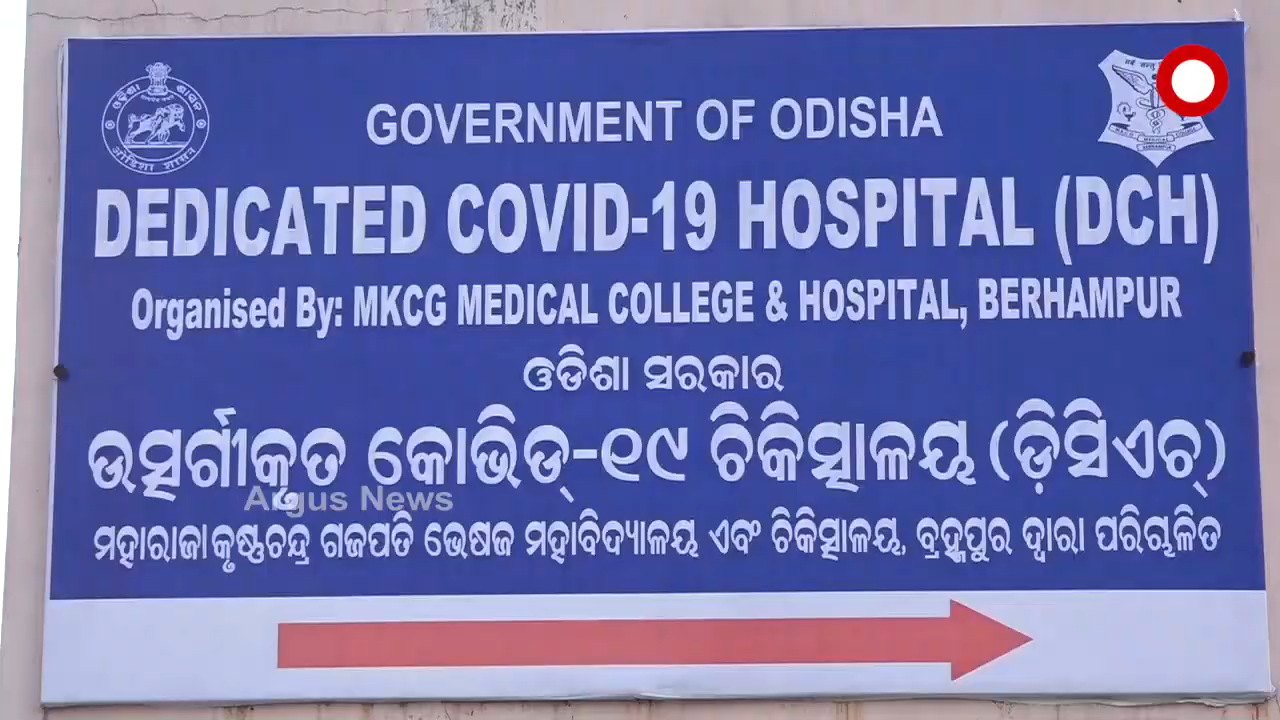 GOVERNMENT OF ODISHA
DEDICATED COVID-19 HOSPITAL (DCH)
Organised By: MKCG MEDICAL COLLEGE & HOSPITAL, BERHAMPUR
ଓଡିଶା ସରକାର
ଉତ୍ସର୍ଗୀକୃତ କୋଭିଡ୍-୧୯ ଚିକିତ୍ସାଳୟ (ଡ଼ିସିଏଚ୍)
Argus News
ମହାରାଜା କୃଷ୍ଣଚନ୍ଦ୍ର ଗଜପତି ଭେଷଜ ମହାବିଦ୍ୟାଳୟ ଏବଂ ଚିକିତ୍ସାଳୟ, ବ୍ରହ୍ମପୁର ଦ୍ୱାରା ପରିଚାଳିତ